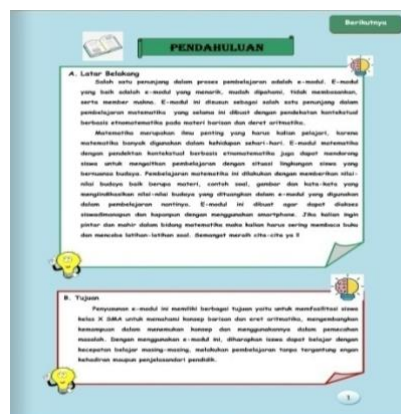 Berikutnya
PENDAHULUAN
A. Latar Belakang
Salah satu penunjang dalam proses pembelajaran adalah e-modul. E-modul
yang baik adalah e-modul yang menarik, mudah dipahami, tidak membosankan,
serta member makna. E-modul ini disusun sebagai salah satu penunjang dalam
pembelajaran matematika yang selama ini dibuat dengan pendekatan kontekstual
berbasis etnomatematika pada materi barisan dan deret aritmatika.
Matematika merupakan ilmu penting yang harus kalian pelajari, karena
matematika banyak digunakan dalam kehidupan sehari-hari. E-modul matematika
dengan pendekatan kontekstual berbasis etnomatematika juga dapat mendorong
siswa untuk mengaitkan pembelajaran dengan situasi lingkungan siswa yang
bernuansa budaya. Pembelajaran matematika ini dilakukan dengan memberikan nilai-
nilai budaya baik berupa materi, contoh soal, gambar dan kata-kata yang
mengindikasikan nilai-nilai budaya yang dituangkan dalam e-modul yang digunakan
dalam pembelajaran nantinya. E-modul ini dibuat agar dapat diakses
siswadimanapun dan kapanpun dengan menggunakan smartphone. Jika kalian ingin
pintar dan mahir dalam bidang matematika maka kalian harus sering membaca buku
dan mencoba latihan-latihan soal. Semangat meraih cita-cita ya !!
B. Tujuan
Penyusunan e-modul ini memiliki berbagai tujuan yaitu untuk memfasilitasi siswa
kelas X SMA untuk memahami konsep barisan dan eret aritmatika, mengembangkan
kemampuan dalam menemukan konsep dan menggunakannya dalam pemecahan
masalah. Dengan menggunakan e-modul ini, diharapkan isswa dapat belajar dengan
kecepatan belajar masing-masing, melakukan pembelajaran tanpa tergantung engan
kehadiran maupun penjelasandari pendidik.
1